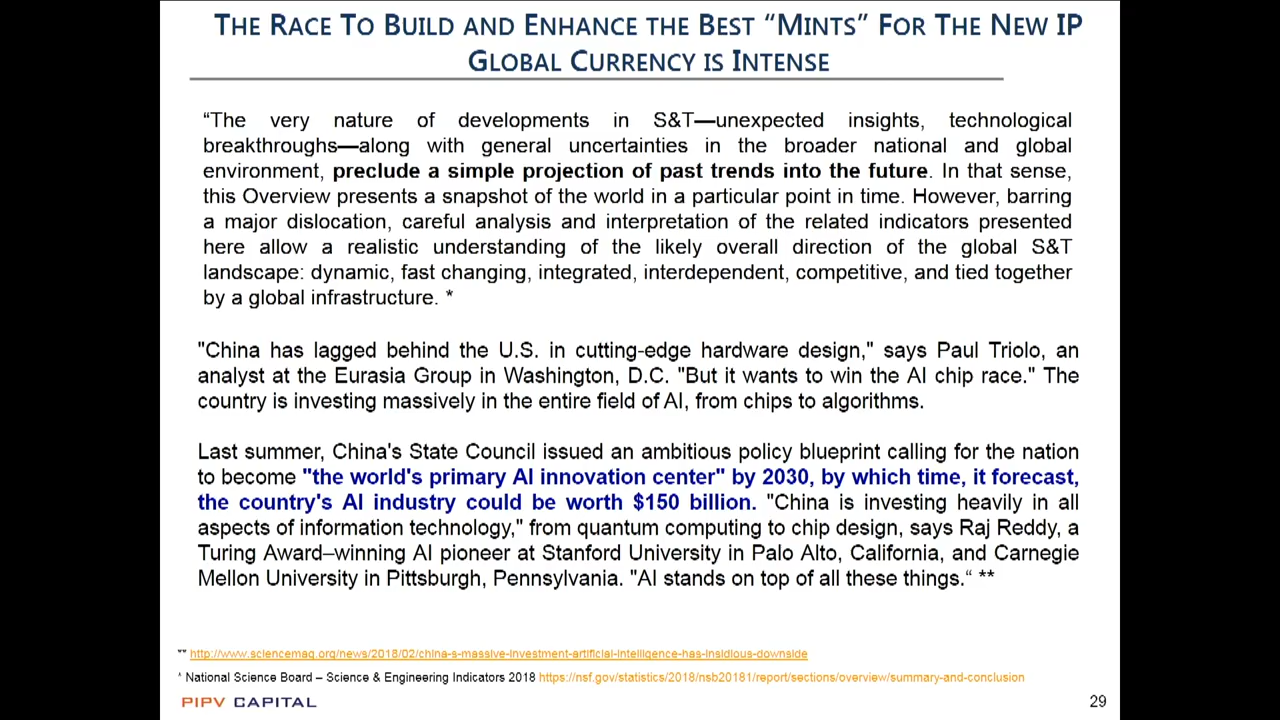 THE RACE TO BUILD AND ENHANCE THE BEST “MINTS” FOR THE NEW IP
GLOBAL CURRENCY IS INTENSE
“The very nature of developments in S&T—unexpected insights, technological
breakthroughs—along with general uncertainties in the broader national and global
environment, preclude a simple projection of past trends into the future. In that sense,
this Overview presents a snapshot of the world in a particular point in time. However, barring
a major dislocation, careful analysis and interpretation of the related indicators presented
here allow a realistic understanding of the likely overall direction of the global S&T
landscape: dynamic, fast changing, integrated, interdependent, competitive, and tied together
by a global infrastructure. *
"China has lagged behind the U.S. in cutting-edge hardware design," says Paul Triolo, an
analyst at the Eurasia Group in Washington, D.C. "But it wants to win the AI chip race." The
country is investing massively in the entire field of AI, from chips to algorithms.
Last summer, China's State Council issued an ambitious policy blueprint calling for the nation
to become "the world's primary AI innovation center" by 2030, by which time, it forecast,
the country's AI industry could be worth $150 billion. "China is investing heavily in all
aspects of information technology," from quantum computing to chip design, says Raj Reddy, a
Turing Award–winning AI pioneer at Stanford University in Palo Alto, California, and Carnegie
Mellon University in Pittsburgh, Pennsylvania. "AI stands on top of all these things.“ **
** http://www.sciencemag.org/news/2018/02/china-s-massive-investment-artificial-intelligence-has-insidious-downside
* National Science Board – Science & Engineering Indicators 2018 https://nsf.gov/statistics/2018/nsb20181/report/sections/overview/summary-and-conclusion
PIPV CAPITAL
29